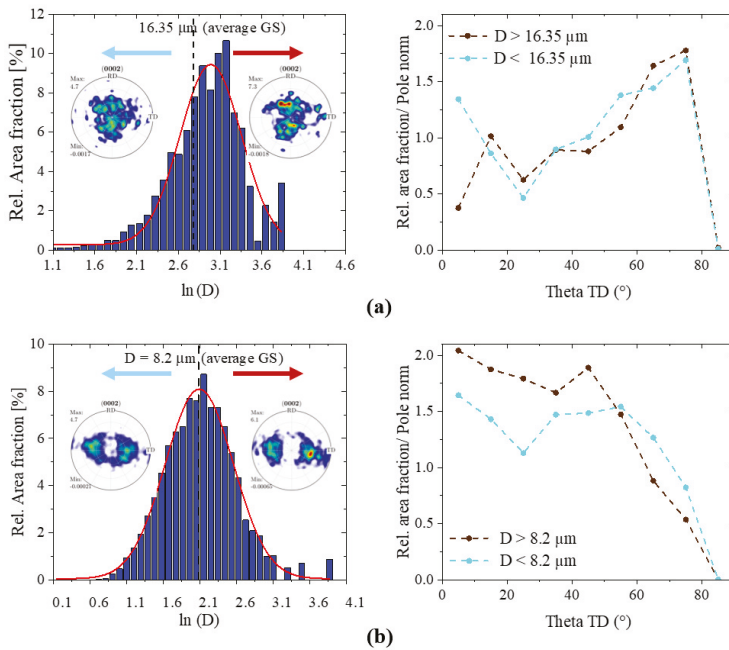 16.35 µm (average GS)
12
10
8
6
4
2
0
Rel. Area fraction [%]
(0002)
RD
TD
Max:
4.7
Min:
-0.0017
(0002)
RD
TD
Max:
7.3
Min:
-0.0018
1.1 1.6 2.1 2.6 3.1 3.6 4.1 4.6
ln (D)
D > 16.35 µm
D < 16.35 µm
2.0
1.5
1.0
0.5
0.0
Rel. area fraction/ Pole norm
0 20 40 60 80
Theta TD (°)
(a)
D = 8.2 µm (average GS)
10
8
6
4
2
0
Rel. Area fraction [%]
(0002)
RD
TD
Max:
4.7
Min:
-0.00021
(0002)
RD
TD
Max:
6.1
Min:
-0.00065
0.1 0.6 1.1 1.6 2.1 2.6 3.1 3.6 4.1
ln (D)
2.0
1.5
1.0
0.5
0.0
Rel. area fraction/ Pole norm
D > 8.2 µm
D < 8.2 µm
0 20 40 60 80
Theta TD (°)
(b)